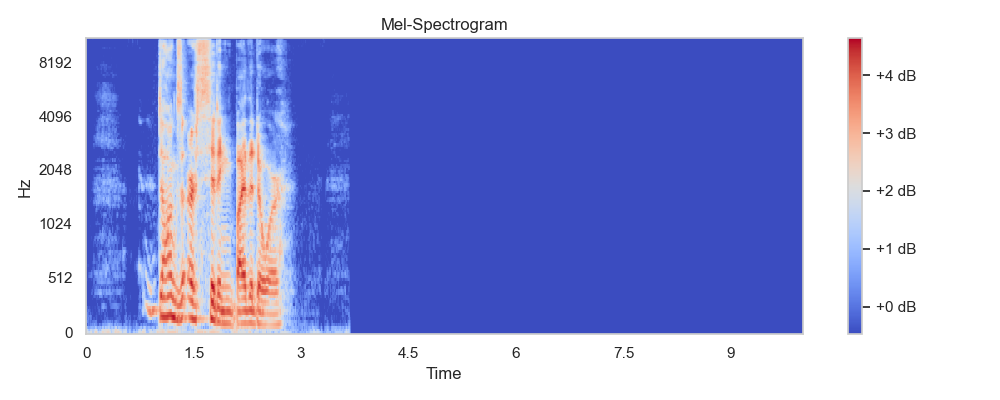 Mel-Spectrogram
8192
4096
2048
1024
512
0
Hz
0 1.5 3 4.5 6 7.5 9
Time
+4 dB
+3 dB
+2 dB
+1 dB
+0 dB